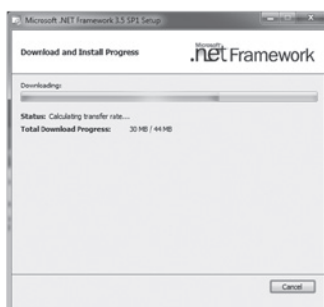 Microsoft .NET Framework 3.5 SP1 Setup
Download and Install Progress
Microsoft
.net Framework
Downloading:
Status: Calculating transfer rate...
Total Download Progress: 30 MB / 44 MB
Cancel